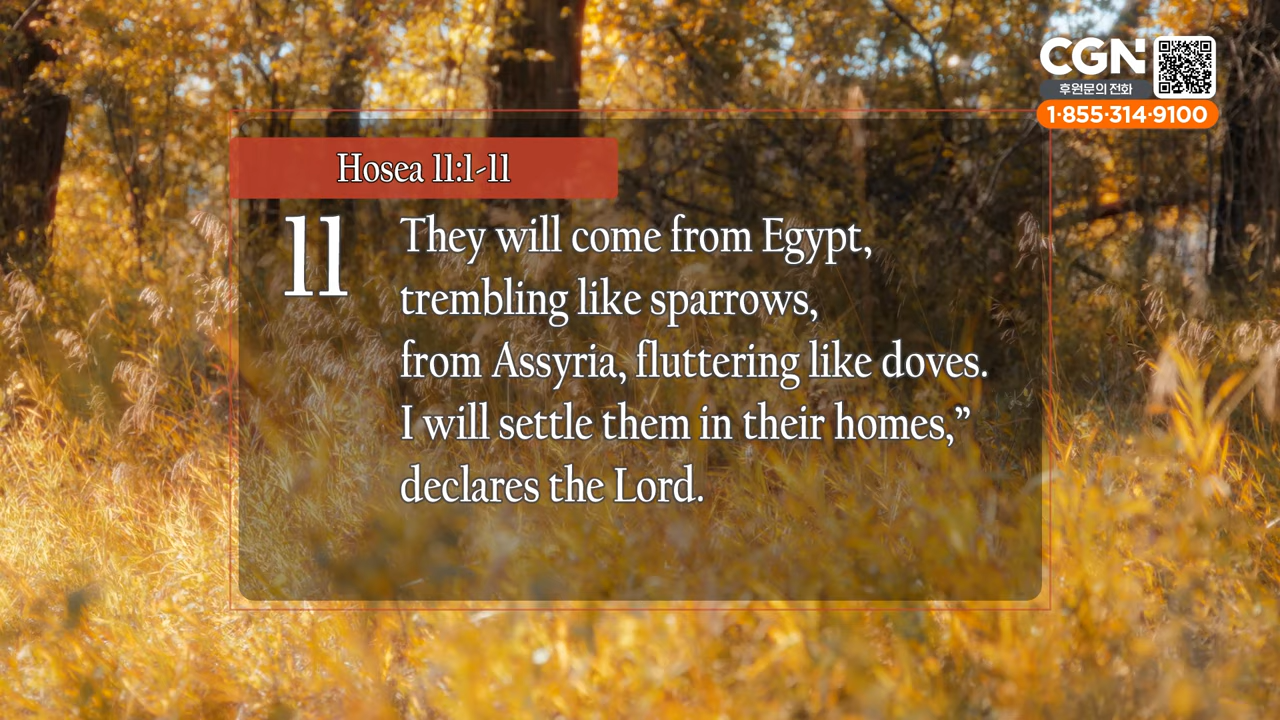 CGN
후원문의 전화
1·855·314·9100
Hosea 11:1-11
11
They will come from Egypt,
trembling like sparrows,
from Assyria, fluttering like doves.
I will settle them in their homes,”
declares the Lord.